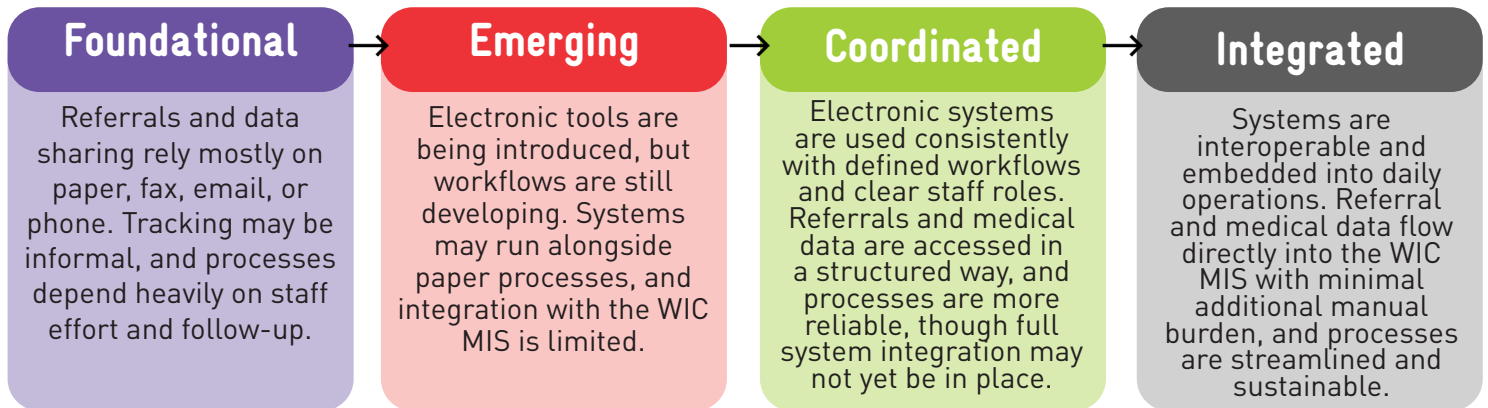 Foundational
Referrals and data
sharing rely mostly on
paper, fax, email, or
phone. Tracking may be
informal, and processes
depend heavily on staff
effort and follow-up.
Emerging
Electronic tools are
being introduced, but
workflows are still
developing. Systems
may run alongside
paper processes, and
integration with the WIC
MIS is limited.
Coordinated
Electronic systems
are used consistently
with defined workflows
and clear staff roles.
Referrals and medical
data are accessed in
a structured way, and
processes are more
reliable, though full
system integration may
not yet be in place.
Integrated
Systems are
interoperable and
embedded into daily
operations. Referral
and medical data flow
directly into the WIC
MIS with minimal
additional manual
burden, and processes
are streamlined and
sustainable.